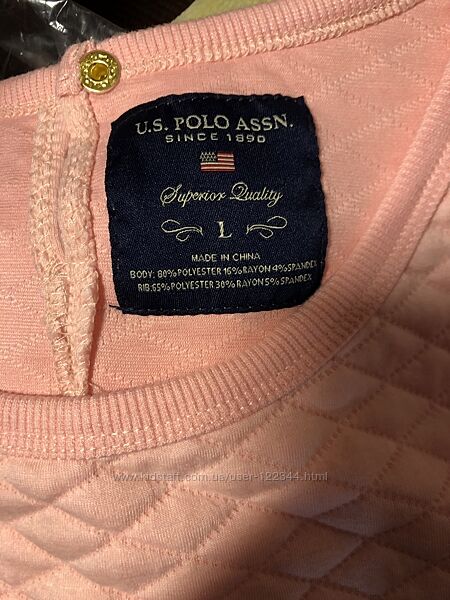 U.S. POLO ASSN.
SINCE 1890
Superior Quality
L
MADE IN CHINA
BODY: 80%POLYESTER 16%RAYON 4%SPANDEX
RIB:65%POLYESTER 30%RAYON 5%SPANDEX
www.kidstaff.com.ua/user-122344.html